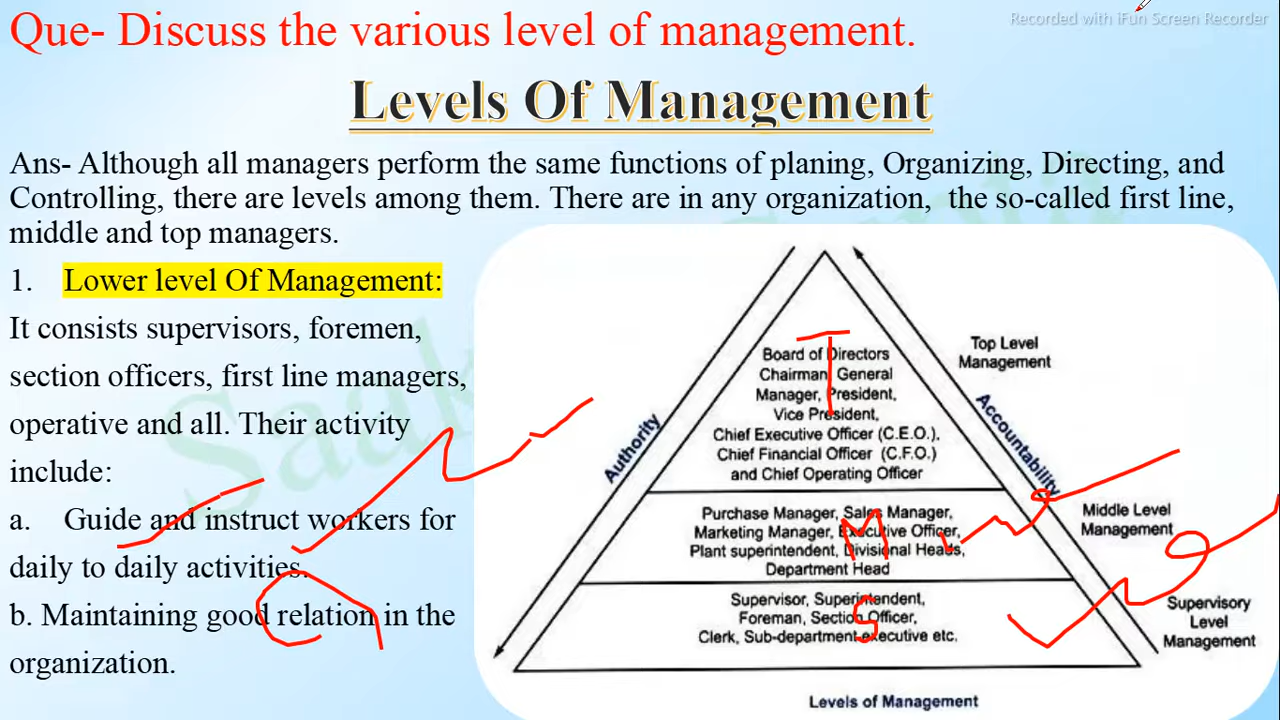 Recorded with iFun Screen Recorder
Que- Discuss the various level of management.
Levels Of Management
Ans- Although all managers perform the same functions of planing, Organizing, Directing, and
Controlling, there are levels among them. There are in any organization, the so-called first line,
middle and top managers.
1. Lower level Of Management:
It consists supervisors, foremen,
section officers, first line managers,
operative and all. Their activity
include:
a. Guide and instruct workers for
daily to daily activities.
b. Maintaining good relation in the
organization.
Authority
Board of Directors
Chairman, General
Manager, President,
Vice President,
Chief Executive Officer (C.E.O.),
Chief Financial Officer (C.F.O.)
and Chief Operating Officer
T
Top Level
Management
Accountability
Purchase Manager, Sales Manager,
Marketing Manager, Executive Officer,
Plant superintendent, Divisional Heads,
Department Head
M
Middle Level
Management
Supervisor, Superintendent,
Foreman, Section Officer,
Clerk, Sub-department executive etc.
S
Supervisory
Level
Management
Levels of Management